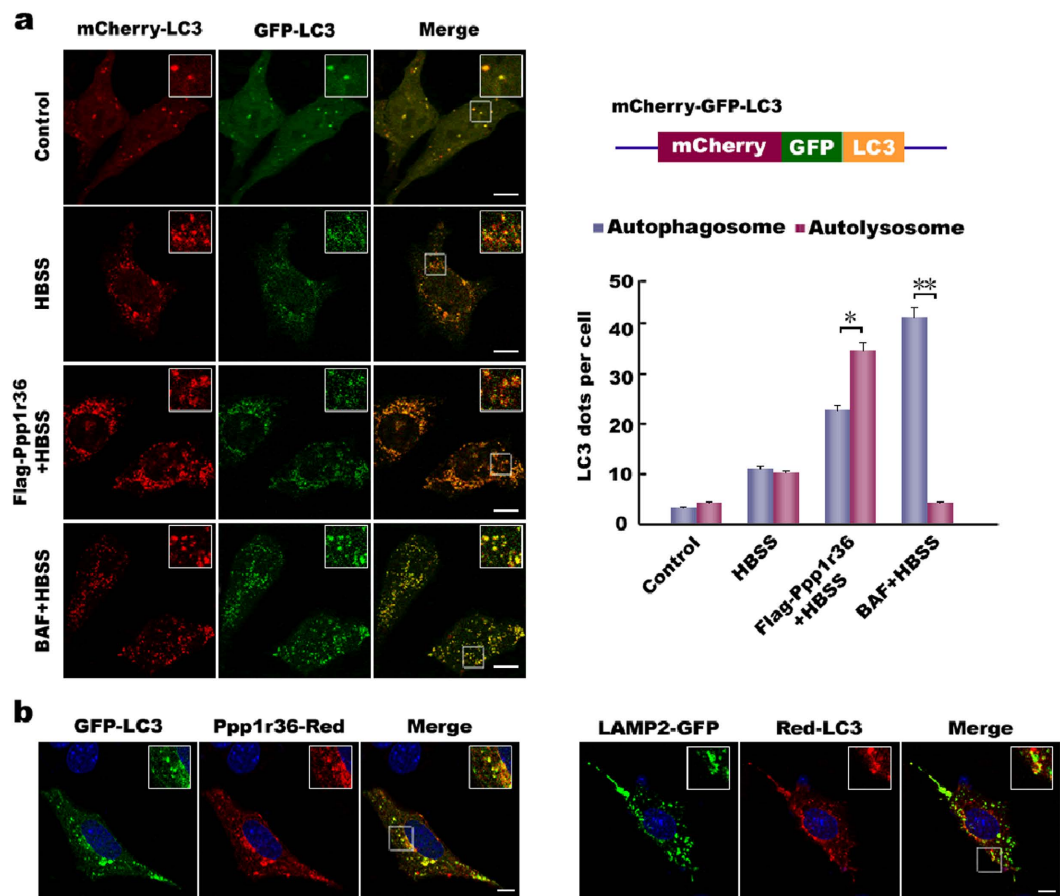 a
mCherry-LC3 GFP-LC3 Merge
Control
HBSS
Flag-Ppp1r36
+HBSS
BAF+HBSS
mCherry-GFP-LC3
mCherry GFP LC3
Autophagosome Autolysosome
LC3 dots per cell
50
40
30
20
10
0
*
**
Control
HBSS
Flag-Ppp1r36
+HBSS
BAF+HBSS
b
GFP-LC3 Ppp1r36-Red Merge
LAMP2-GFP Red-LC3 Merge